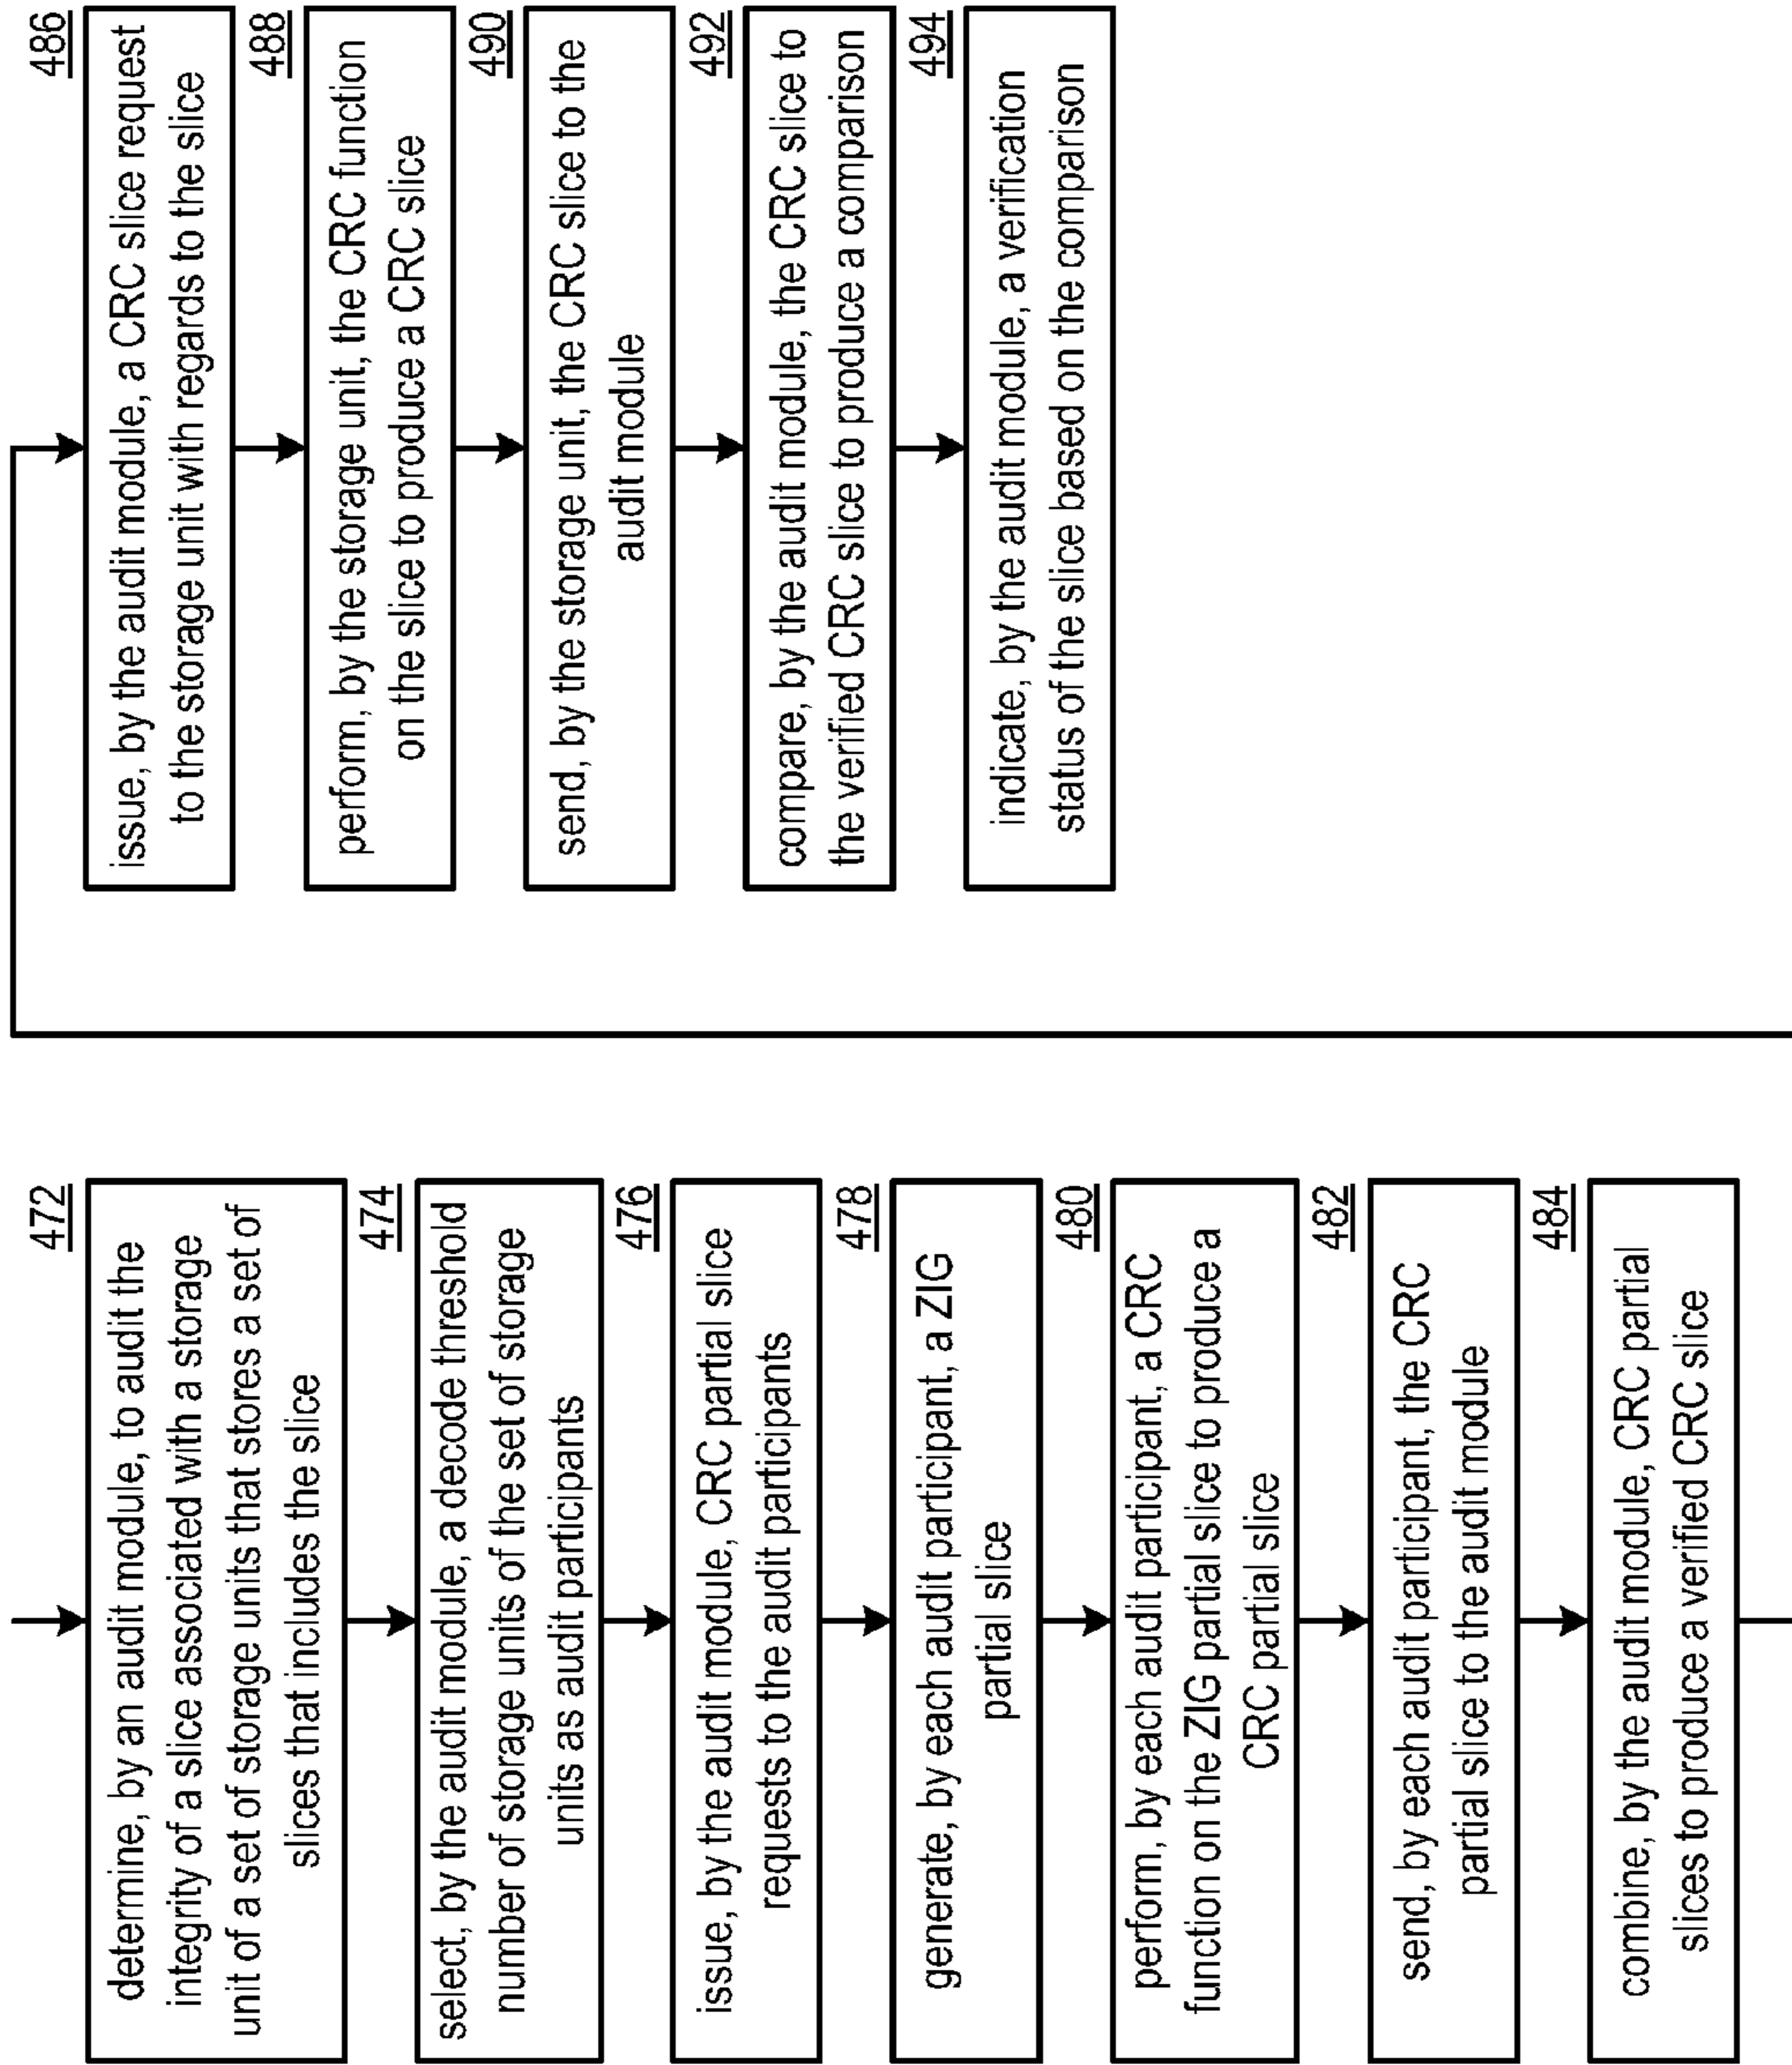 472
determine, by an audit module, to audit the
integrity of a slice associated with a storage
unit of a set of storage units that stores a set of
slices that includes the slice
474
select, by the audit module, a decode threshold
number of storage units of the set of storage
units as audit participants
476
issue, by the audit module, CRC partial slice
requests to the audit participants
478
generate, by each audit participant, a ZIG
partial slice
480
perform, by each audit participant, a CRC
function on the ZIG partial slice to produce a
CRC partial slice
482
send, by each audit participant, the CRC
partial slice to the audit module
484
combine, by the audit module, CRC partial
slices to produce a verified CRC slice
486
issue, by the audit module, a CRC slice request
to the storage unit with regards to the slice
488
perform, by the storage unit, the CRC function
on the slice to produce a CRC slice
490
send, by the storage unit, the CRC slice to the
audit module
492
compare, by the audit module, the CRC slice to
the verified CRC slice to produce a comparison
494
indicate, by the audit module, a verification
status of the slice based on the comparison